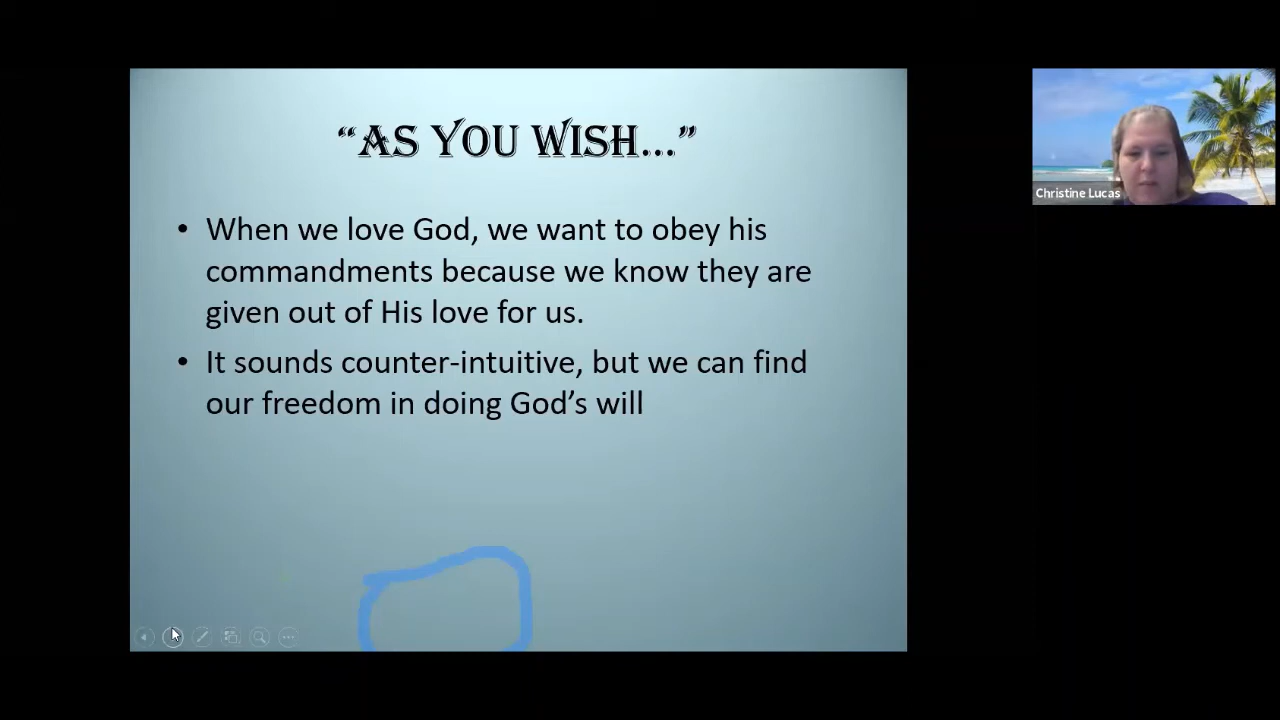 “AS YOU WISH...”
• When we love God, we want to obey his
commandments because we know they are
given out of His love for us.
• It sounds counter-intuitive, but we can find
our freedom in doing God’s will
Christine Lucas